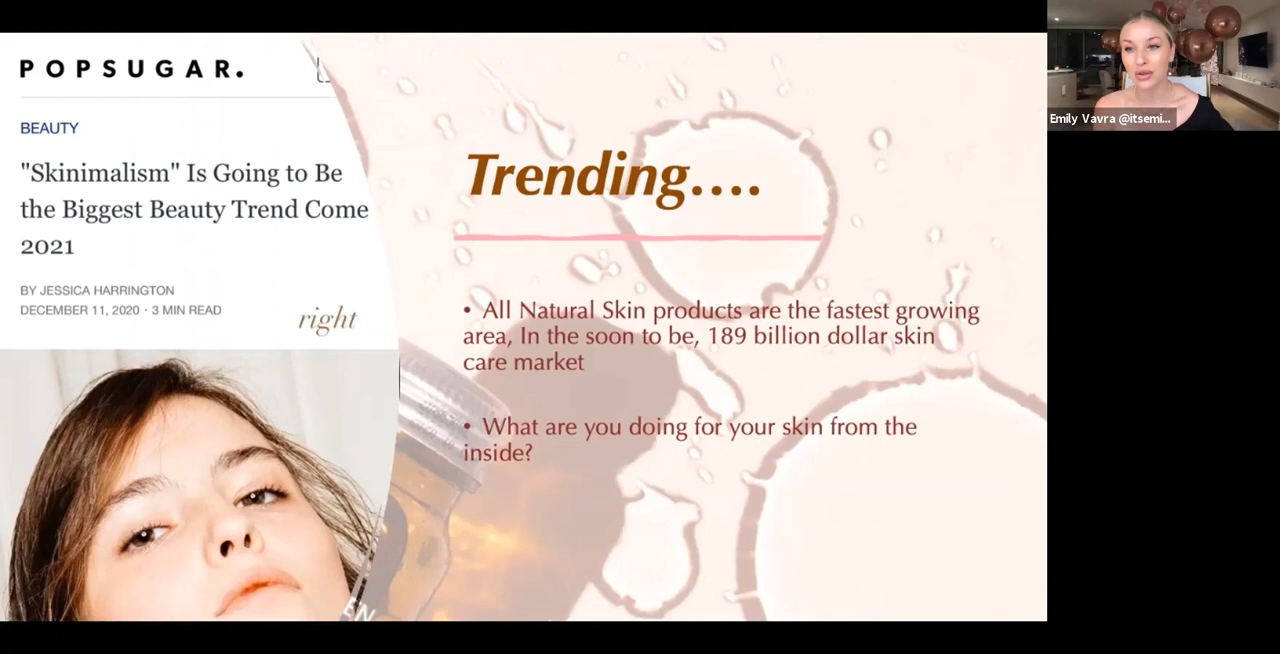 POPSUGAR.
BEAUTY
"Skinimalism" Is Going to Be
the Biggest Beauty Trend Come
2021
BY JESSICA HARRINGTON
DECEMBER 11, 2020 · 3 MIN READ
right
EN
Trending....
• All Natural Skin products are the fastest growing
area, In the soon to be, 189 billion dollar skin
care market
• What are you doing for your skin from the
inside?
Emily Vavra @itsemi...